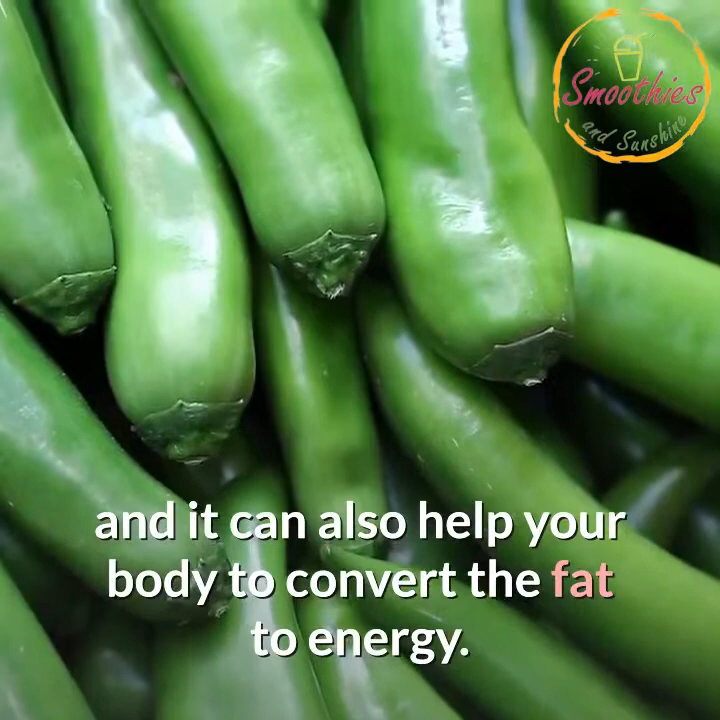 Smoothies
and Sunshine
and it can also help your
body to convert the fat
to energy.